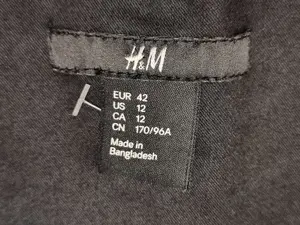 H&M
EUR 42
US 12
CA 12
CN 170/96A
Made in
Bangladesh